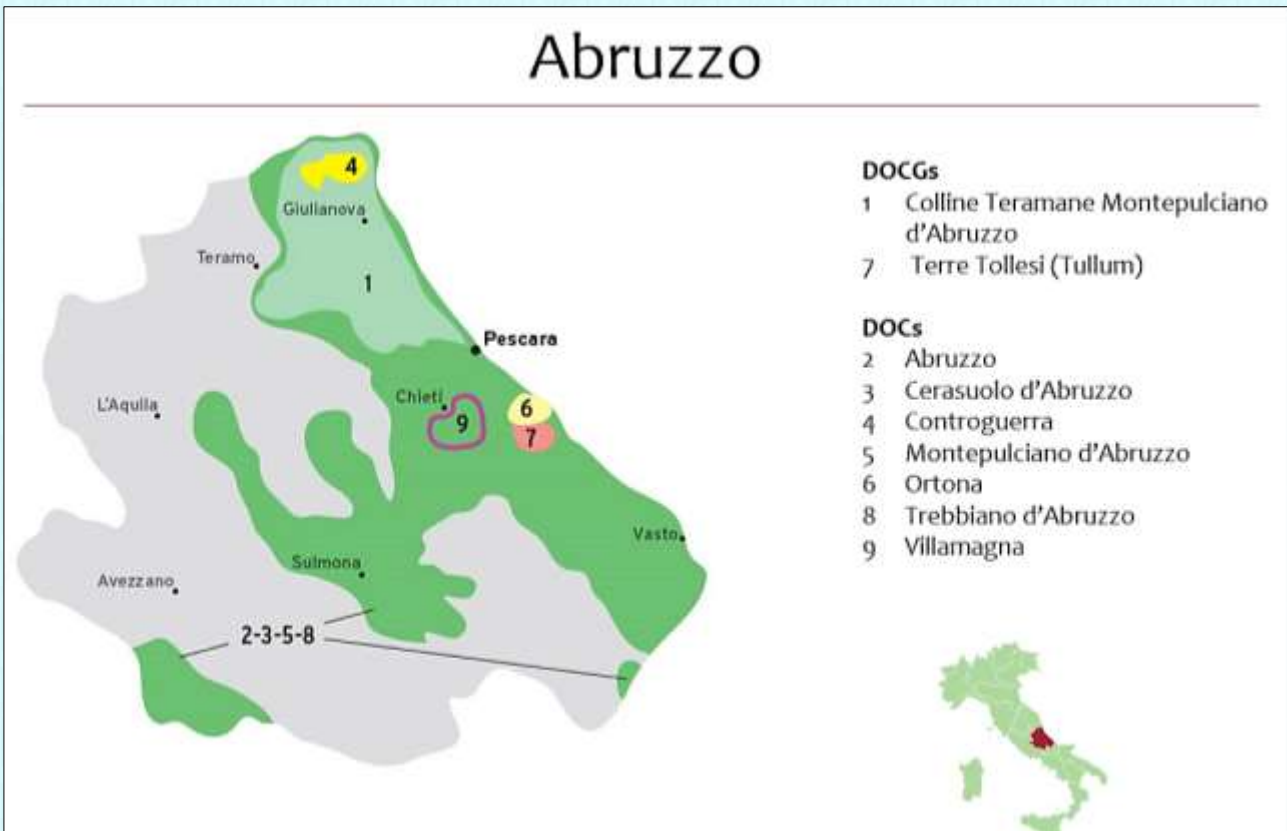 Abruzzo
4
Giulianova
Teramo
1
Pescara
L'Aquila
Chieti
9
6
7
Vasto
Sulmona
Avezzano
2-3-5-8
DOCGs
1 Colline Teramane Montepulciano
d'Abruzzo
7 Terre Tollesi (Tullum)
DOCs
2 Abruzzo
3 Cerasuolo d'Abruzzo
4 Controguerra
5 Montepulciano d'Abruzzo
6 Ortona
8 Trebbiano d'Abruzzo
9 Villamagna